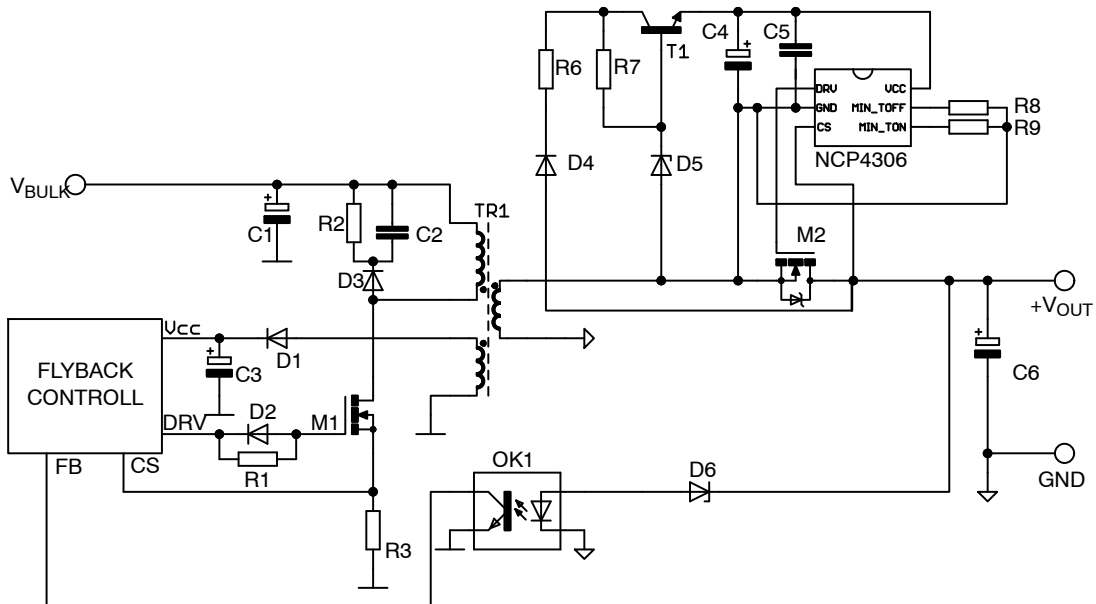 C4
C5
T1
R6
R7
DRV
VCC
GND
MIN_TOFF
R8
CS
MIN_TON
R9
NCP4306
D4
D5
VBULK
+
+
C1
R2
C2
TR1
M2
D3
+VOUT
Vcc
+
D1
C3
+
C6
FLYBACK
CONTROLL
DRV
D2
M1
R1
FB
CS
OK1
D6
GND
R3